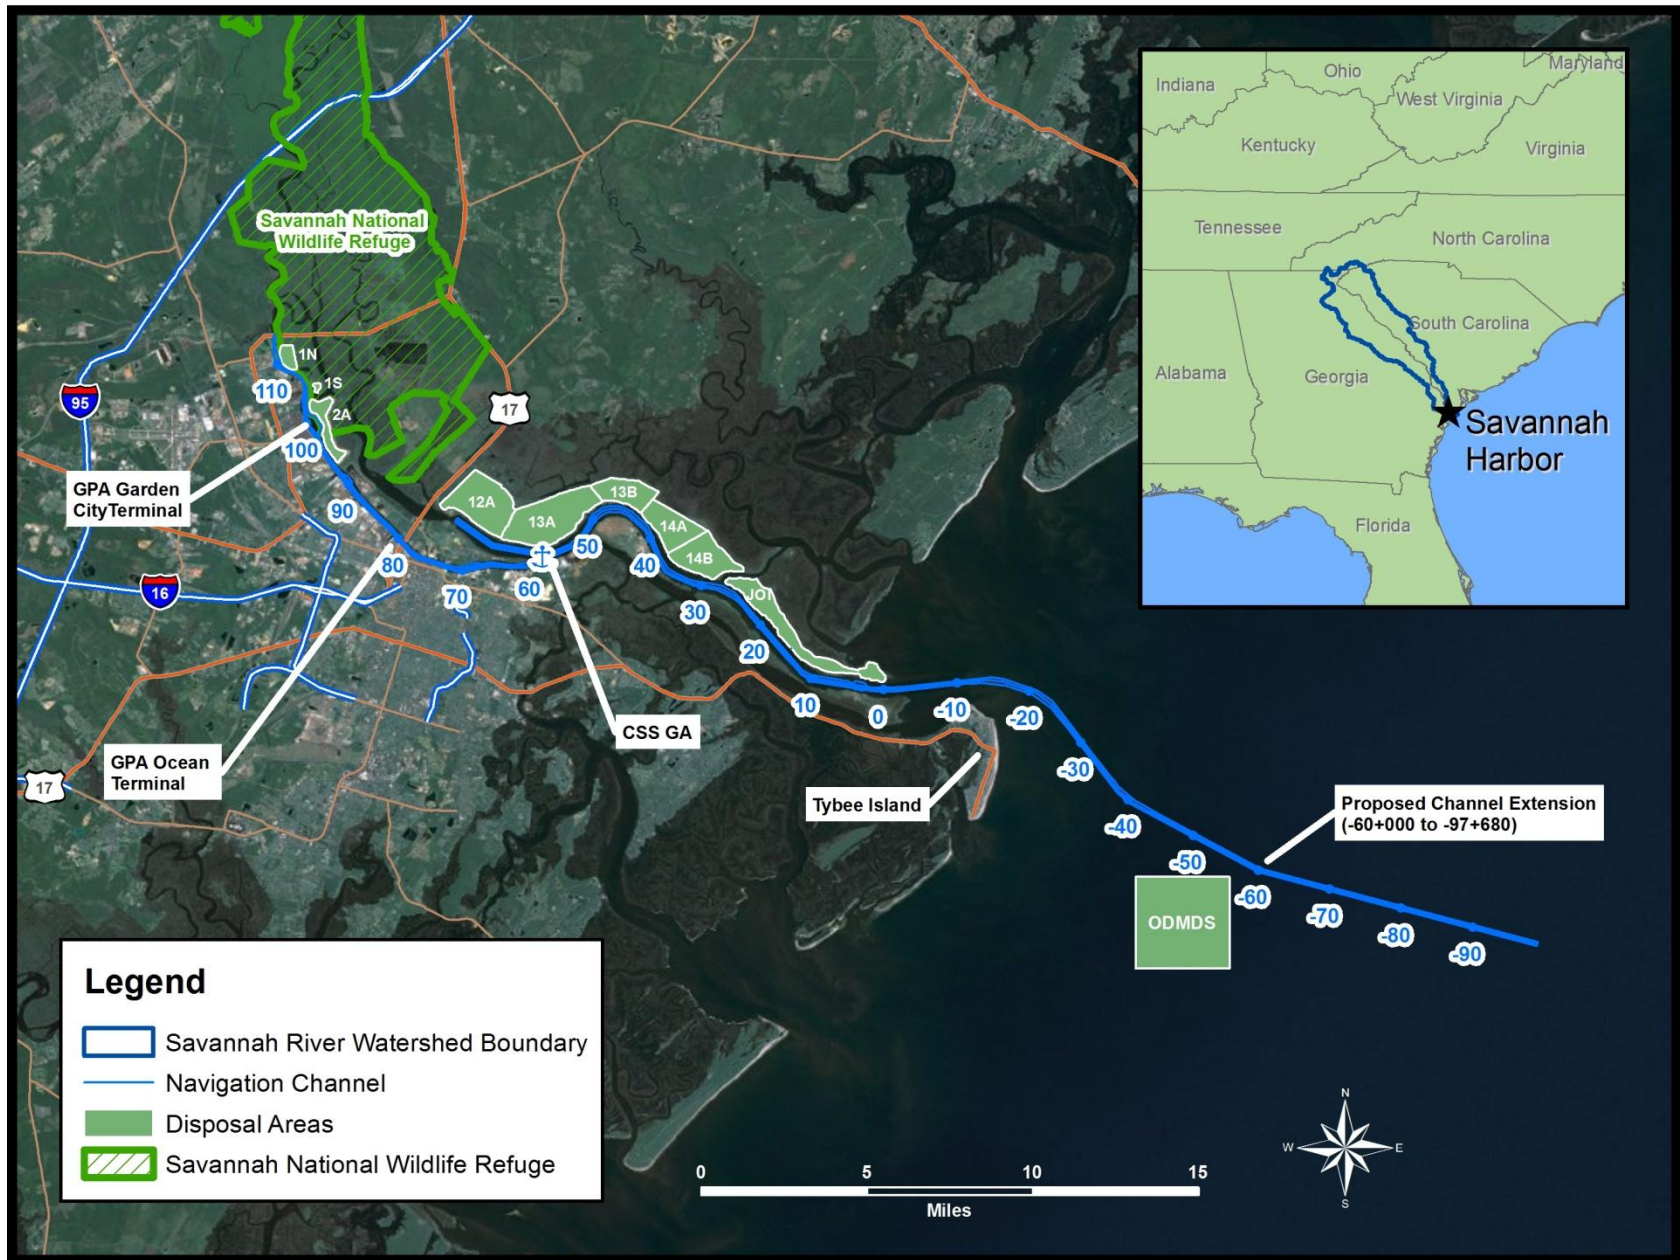 Indiana
Ohio
Maryland
West Virginia
Kentucky
Virginia
Tennessee
North Carolina
South Carolina
Alabama
Georgia
Florida
Savannah
Harbor
Savannah National
Wildlife Refuge
1N
110
1S
95
2A
17
100
GPA Garden
CityTerminal
90
12A
13A
13B
14A
14B
50
40
80
60
70
16
30
JOI
20
10
0
-10
-20
CSS GA
GPA Ocean
Terminal
17
-30
Tybee Island
Proposed Channel Extension
(-60+000 to -97+680)
-40
-50
-60
-70
-80
-90
ODMDS
Legend
Savannah River Watershed Boundary
Navigation Channel
Disposal Areas
Savannah National Wildlife Refuge
0 5 10 15
Miles
N
W E
S